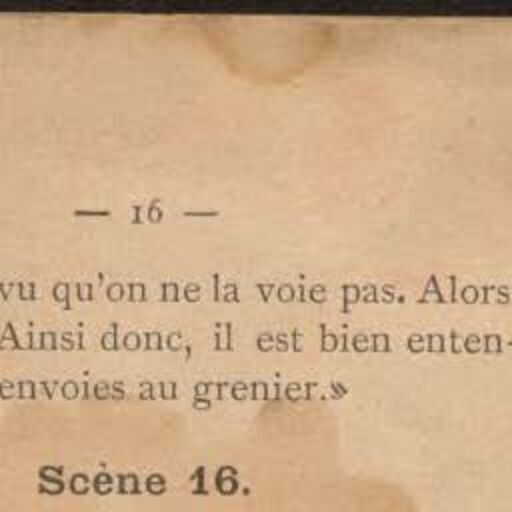 — 16 —
vu qu'on ne la voie pas. Alors
Ainsi donc, il est bien enten-
envoies au grenier.»
Scène 16.